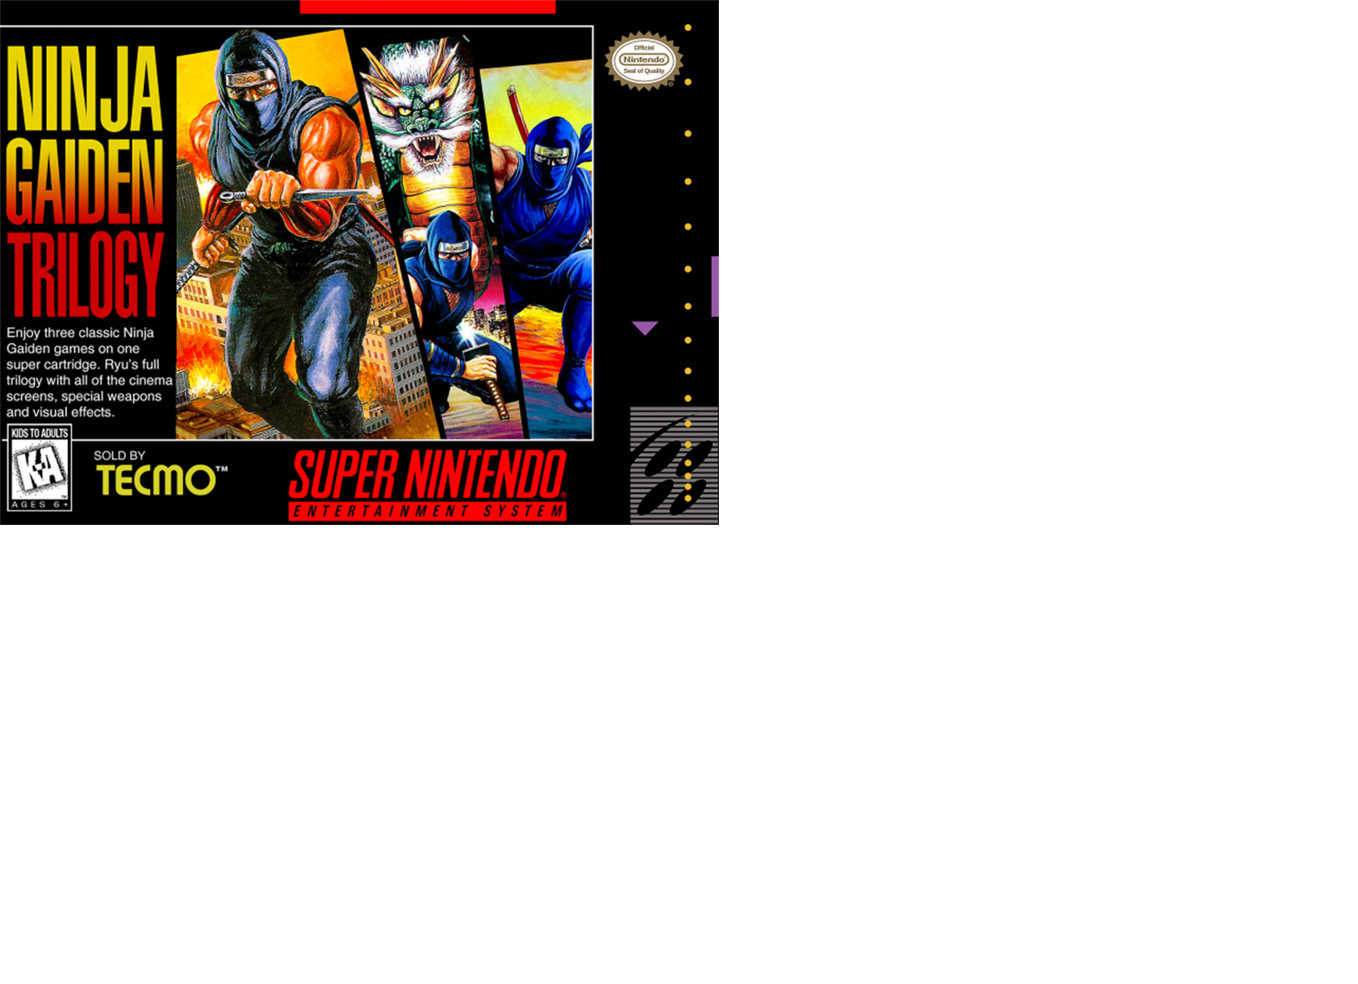 NINJA
GAIDEN
TRILOGY
Enjoy three classic Ninja
Gaiden games on one
super cartridge. Ryu's full
trilogy with all of the cinema
screens, special weapons
and visual effects.
KIDS TO ADULTS
K-A
TM
AGES 6+
SOLD BY
TECMO™
SUPER NINTENDO®
ENTERTAINMENT SYSTEM
Official
Nintendo®
Seal of Quality
®